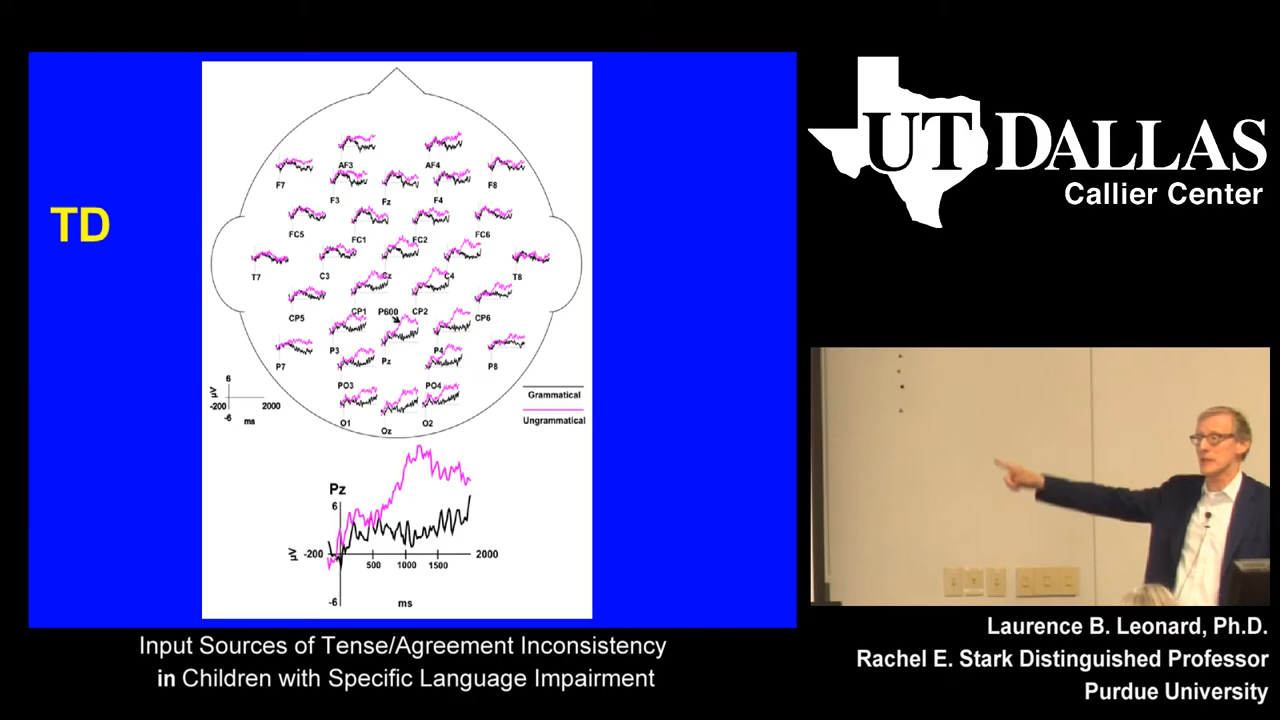 TD
AF3 AF4
F7 F8
F3 Fz F4
FC5 FC1 FC2 FC6
T7 C3 Cz C4 T8
CP5 CP1 P600 CP2 CP6
P7 P3 Pz P4 P8
PO3 PO4
O1 Oz O2
6
µV
-200 2000
-6 ms
Grammatical
Ungrammatical
Pz
6
µV -200 2000
500 1000 1500
-6 ms
UT DALLAS
Callier Center
Input Sources of Tense/Agreement Inconsistency
in Children with Specific Language Impairment
Laurence B. Leonard, Ph.D.
Rachel E. Stark Distinguished Professor
Purdue University